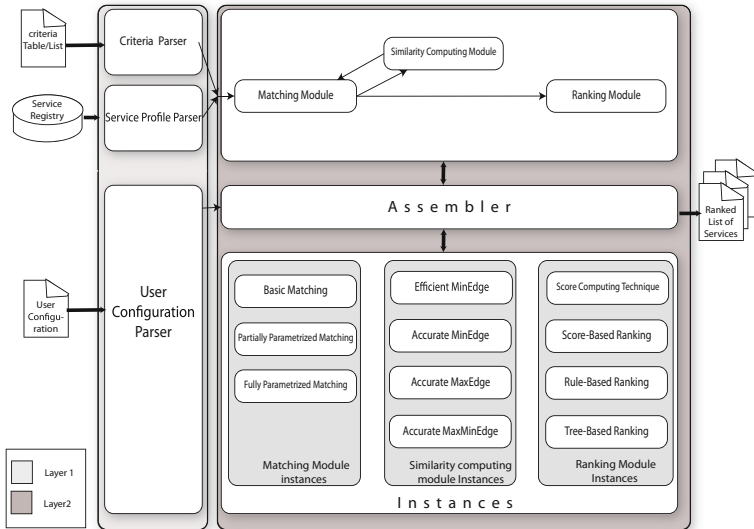 criteria
Table/List
Criteria Parser
Similarity Computing Module
Matching Module
Ranking Module
Service
Registry
Service Profile Parser
Assembler
Ranked
List of
Services
User
Configu-
ration
User
Configuration
Parser
Basic Matching
Partially Parametrized Matching
Fully Parametrized Matching
Matching Module
instances
Efficient MinEdge
Accurate MinEdge
Accurate MaxEdge
Accurate MaxMinEdge
Similarity computing
module Instances
Score Computing Technique
Score-Based Ranking
Rule-Based Ranking
Tree-Based Ranking
Ranking Module
Instances
Instances
Layer 1
Layer2